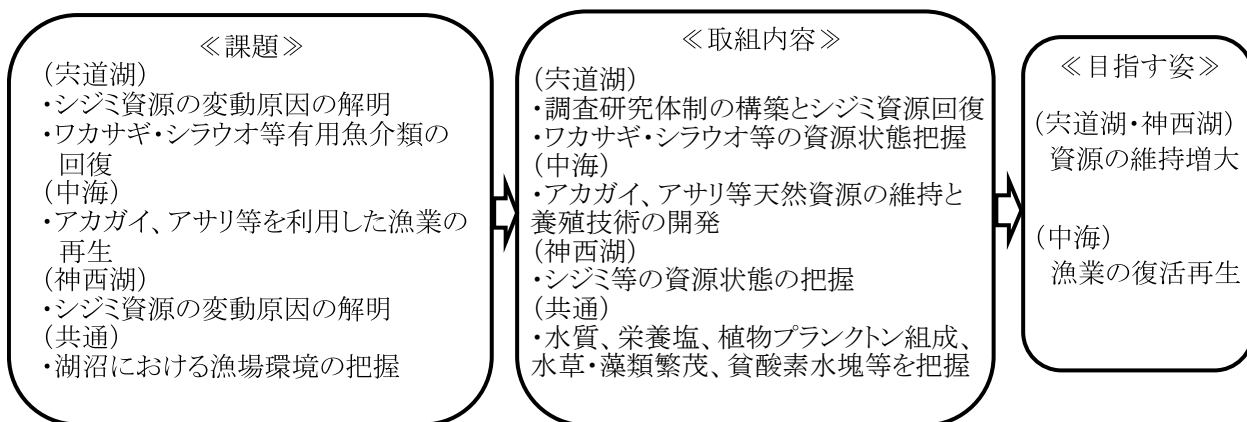 ≪課題≫
(宍道湖)
・シジミ資源の変動原因の解明
・ワカサギ・シラウオ等有用魚介類の
回復
(中海)
・アカガイ、アサリ等を利用した漁業の
再生
(神西湖)
・シジミ資源の変動原因の解明
(共通)
・湖沼における漁場環境の把握
≪取組内容≫
(宍道湖)
・調査研究体制の構築とシジミ資源回復
・ワカサギ・シラウオ等の資源状態把握
(中海)
・アカガイ、アサリ等天然資源の維持と
養殖技術の開発
(神西湖)
・シジミ等の資源状態の把握
(共通)
・水質、栄養塩、植物プランクトン組成、
水草・藻類繁茂、貧酸素水塊等を把握
≪目指す姿≫
(宍道湖・神西湖)
資源の維持増大
(中海)
漁業の復活再生